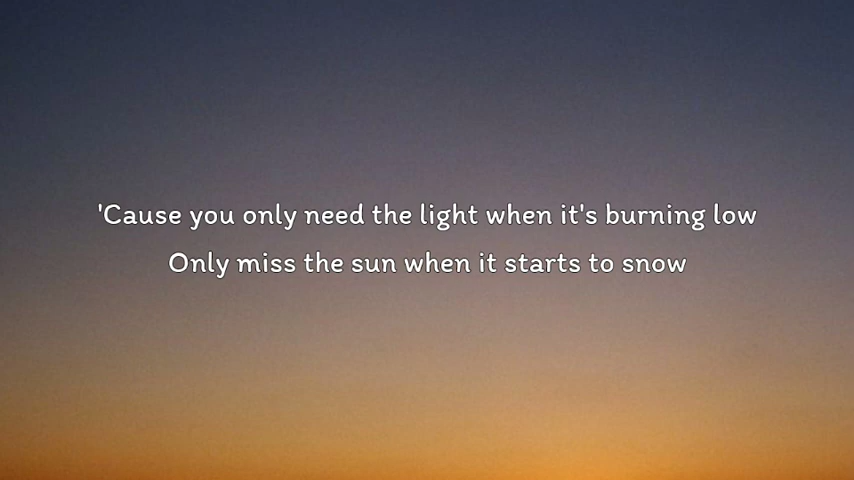 'Cause you only need the light when it's burning low
Only miss the sun when it starts to snow